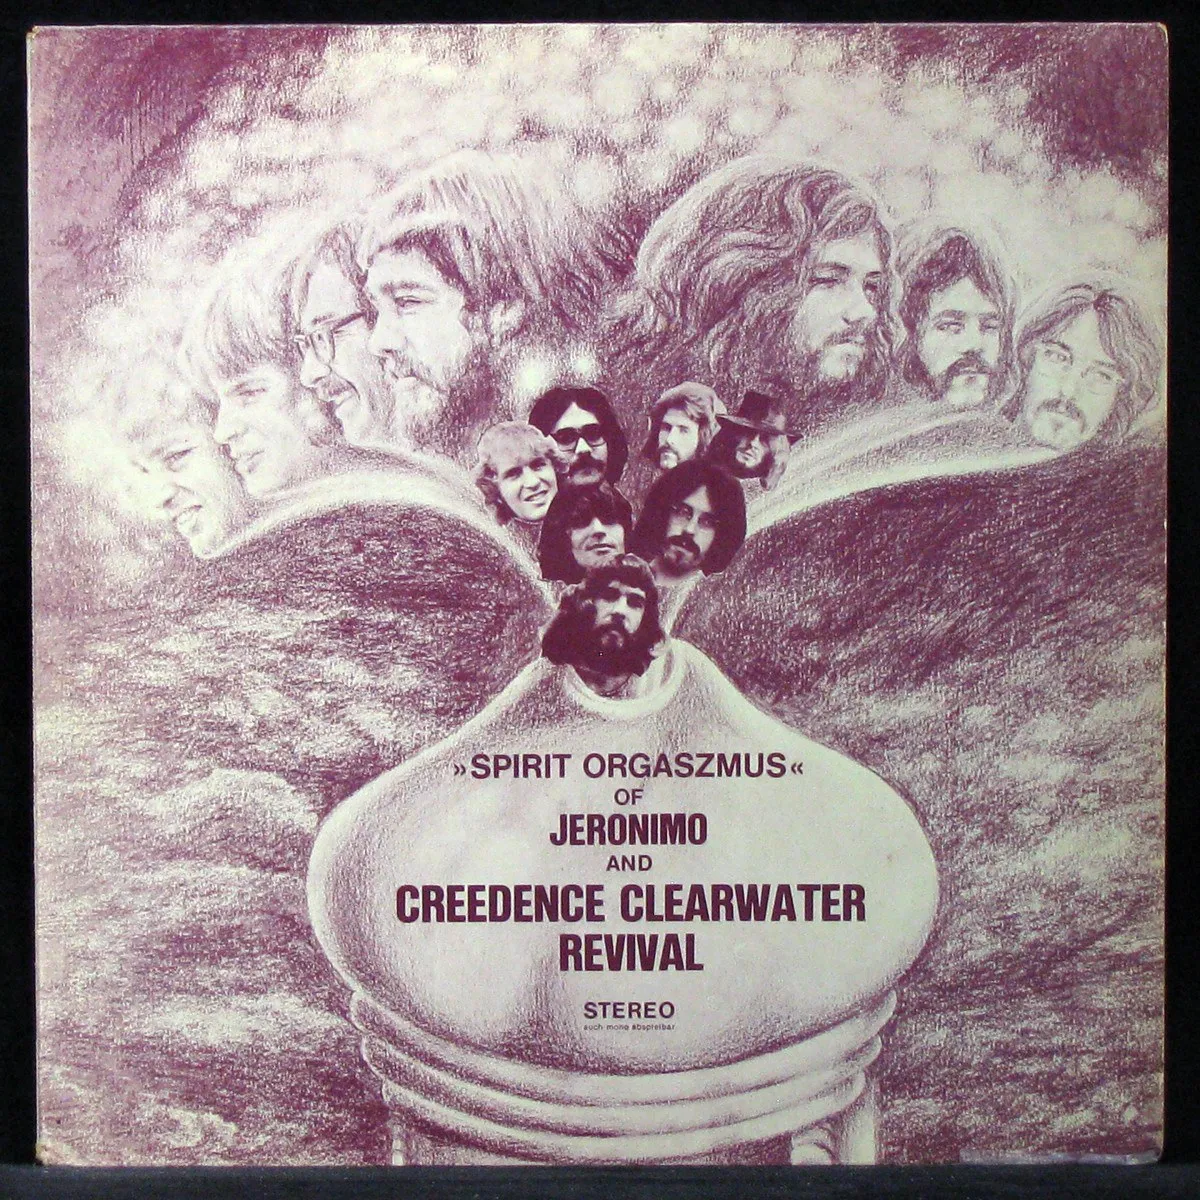 »SPIRIT ORGASZMUS«
OF
JERONIMO
AND
CREEDENCE CLEARWATER
REVIVAL
STEREO
auch mono abspielbar